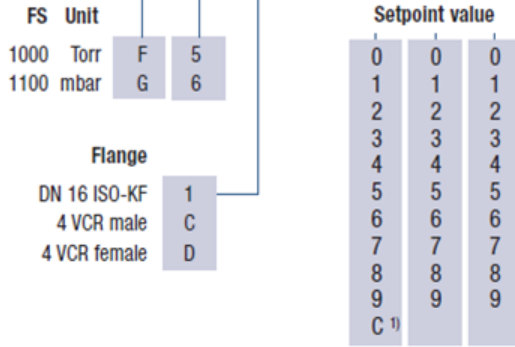 FS Unit
1000 Torr F 5
1100 mbar G 6
Flange
DN 16 ISO-KF 1
4 VCR male C
4 VCR female D
Setpoint value
0 0 0
1 1 1
2 2 2
3 3 3
4 4 4
5 5 5
6 6 6
7 7 7
8 8 8
9 9 9
C 1)